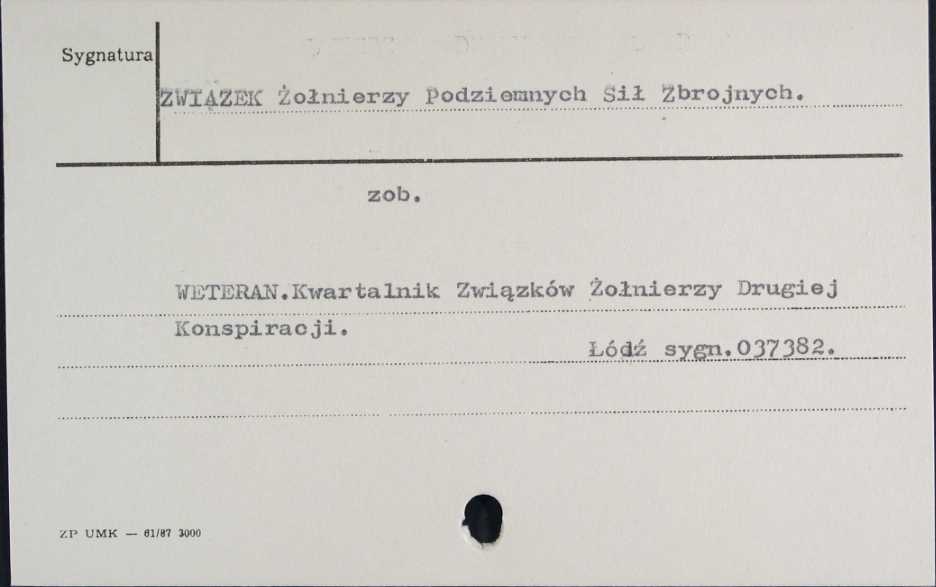 Sygnatura
ZWIĄZEK Żołnierzy Podziemnych Sił Zbrojnych.
zob.
WETERAN.Kwartalnik Związków Żołnierzy Drugiej
Konspiracji.
Łódź sygn.037382.
ZP UMK — 61/87 3000